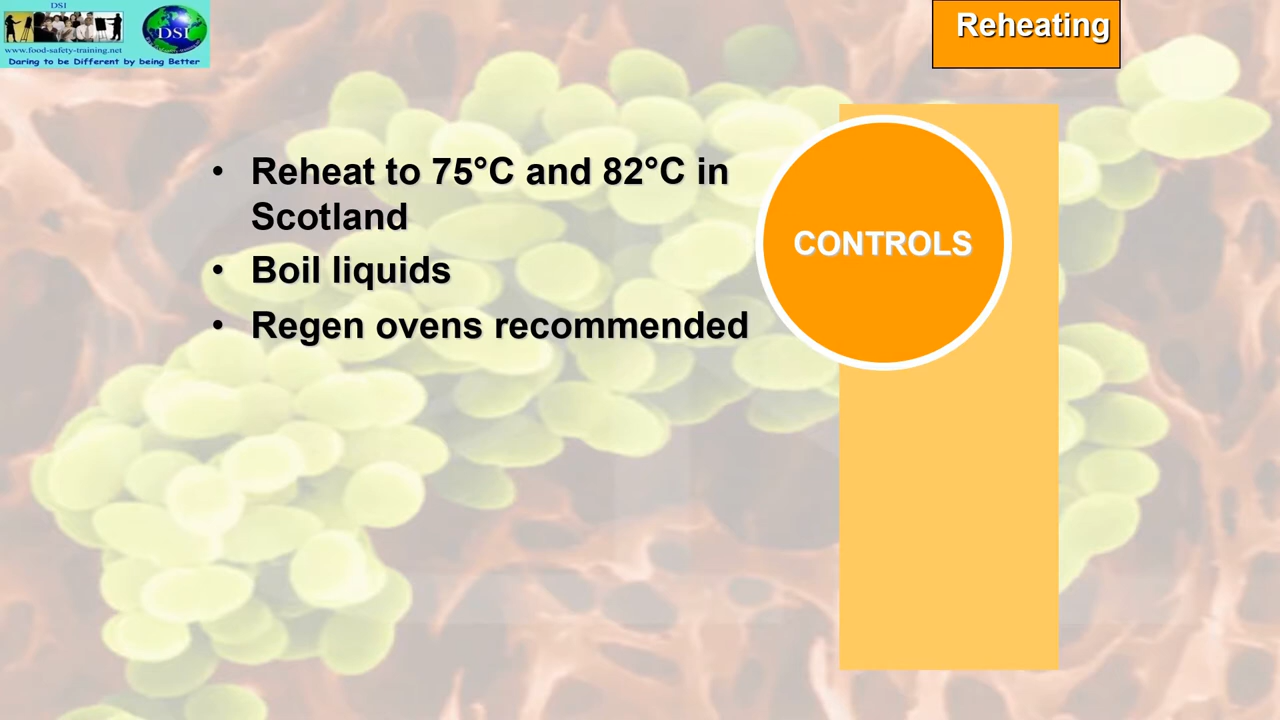 DSI
DSI
www.food-safety-training.net
Daring to be Different by being Better
Reheating
• Reheat to 75°C and 82°C in
Scotland
• Boil liquids
• Regen ovens recommended
CONTROLS